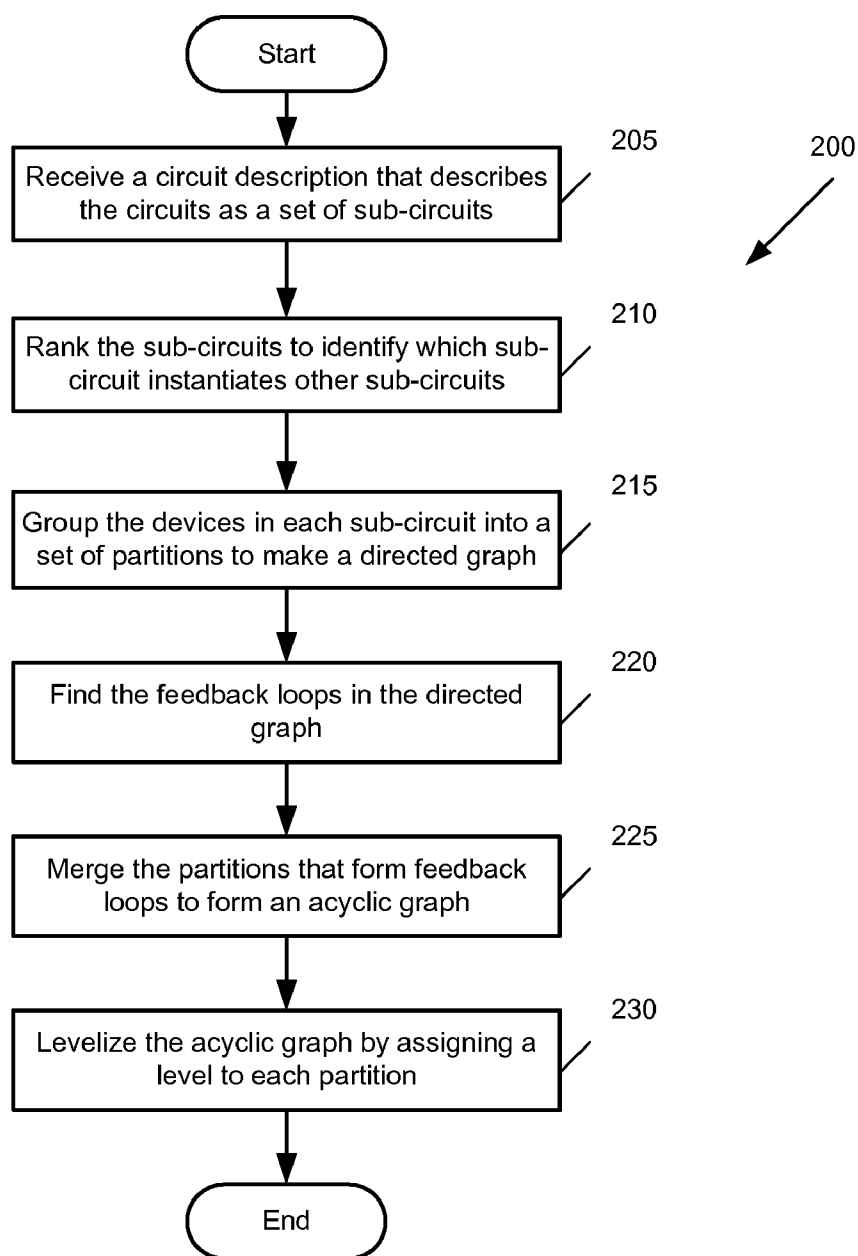 Start
205
200
Receive a circuit description that describes
the circuits as a set of sub-circuits
210
Rank the sub-circuits to identify which sub-
circuit instantiates other sub-circuits
215
Group the devices in each sub-circuit into a
set of partitions to make a directed graph
220
Find the feedback loops in the directed
graph
225
Merge the partitions that form feedback
loops to form an acyclic graph
230
Levelize the acyclic graph by assigning a
level to each partition
End